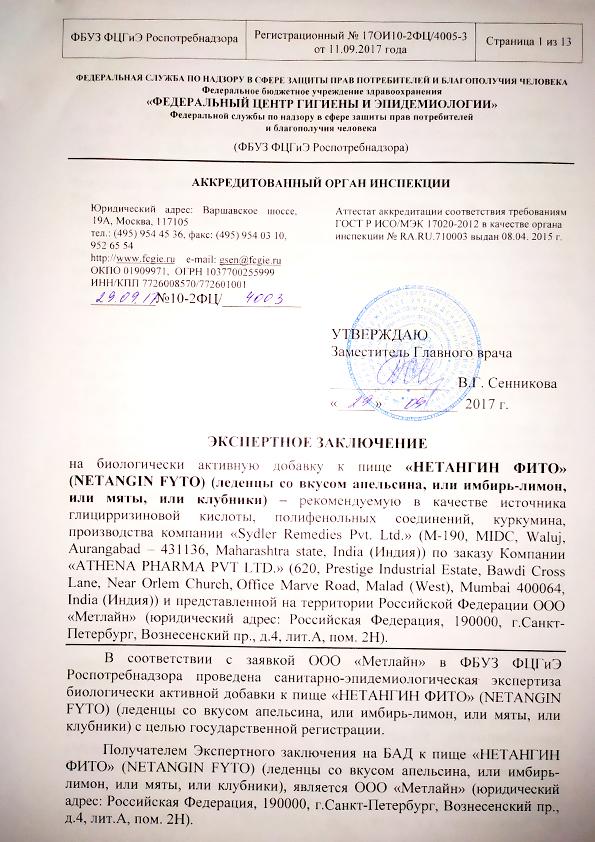 ФБУЗ ФЦГиЭ Роспотребнадзора
Регистрационный № 17ОИ10-2ФЦ/4005-3
от 11.09.2017 года
Страница 1 из 13
ФЕДЕРАЛЬНАЯ СЛУЖБА ПО НАДЗОРУ В СФЕРЕ ЗАЩИТЫ ПРАВ ПОТРЕБИТЕЛЕЙ И БЛАГОПОЛУЧИЯ ЧЕЛОВЕКА
Федеральное бюджетное учреждение здравоохранения
«ФЕДЕРАЛЬНЫЙ ЦЕНТР ГИГИЕНЫ И ЭПИДЕМИОЛОГИИ»
Федеральной службы по надзору в сфере защиты прав потребителей
и благополучия человека
(ФБУЗ ФЦГиЭ Роспотребнадзора)
АККРЕДИТОВАННЫЙ ОРГАН ИНСПЕКЦИИ
Юридический адрес: Варшавское шоссе,
19А, Москва, 117105
тел.: (495) 954 45 36, факс: (495) 954 03 10,
952 65 54
http://www.fcgie.ru e-mail: gsen@fcgie.ru
ОКПО 01909971, ОГРН 1037700255999
ИНН/КПП 7726008570/772601001
29.09.17 №10-2ФЦ/ 4003
Аттестат аккредитации соответствия требованиям
ГОСТ Р ИСО/МЭК 17020-2012 в качестве органа
инспекции № RA.RU.710003 выдан 08.04. 2015 г.
УТВЕРЖДАЮ
Заместитель Главного врача
В.Г. Сенникова
« 29 » 09 2017 г.
ЭКСПЕРТНОЕ ЗАКЛЮЧЕНИЕ
на биологически активную добавку к пище «НЕТАНГИН ФИТО»
(NETANGIN FYTO) (леденцы со вкусом апельсина, или имбирь-лимон,
или мяты, или клубники) – рекомендуемую в качестве источника
глицирризиновой кислоты, полифенольных соединений, куркумина,
производства компании «Sydler Remedies Pvt. Ltd.» (M-190, MIDC, Waluj,
Aurangabad – 431136, Maharashtra state, India (Индия)) по заказу Компании
«ATHENA PHARMA PVT LTD.» (620, Prestige Industrial Estate, Bawdi Cross
Lane, Near Orlem Church, Office Marve Road, Malad (West), Mumbai 400064,
India (Индия)) и представленной на территории Российской Федерации ООО
«Метлайн» (юридический адрес: Российская Федерация, 190000, г.Санкт-
Петербург, Вознесенский пр., д.4, лит.А, пом. 2Н).
В соответствии с заявкой ООО «Метлайн» в ФБУЗ ФЦГиЭ
Роспотребнадзора проведена санитарно-эпидемиологическая экспертиза
биологически активной добавки к пище «НЕТАНГИН ФИТО» (NETANGIN
FYTO) (леденцы со вкусом апельсина, или имбирь-лимон, или мяты, или
клубники) с целью государственной регистрации.
Получателем Экспертного заключения на БАД к пище «НЕТАНГИН
ФИТО» (NETANGIN FYTO) (леденцы со вкусом апельсина, или имбирь-
лимон, или мяты, или клубники), является ООО «Метлайн» (юридический
адрес: Российская Федерация, 190000, г.Санкт-Петербург, Вознесенский пр.,
д.4, лит.А, пом. 2Н).